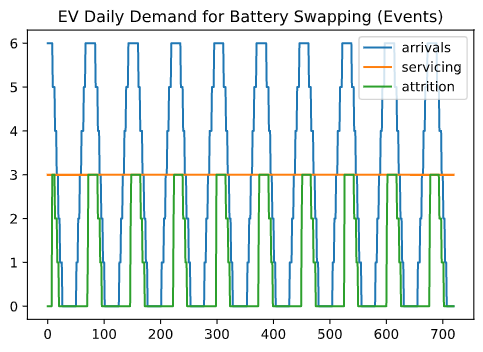 EV Daily Demand for Battery Swapping (Events)
arrivals
servicing
attrition
6
5
4
3
2
1
0
0 100 200 300 400 500 600 700